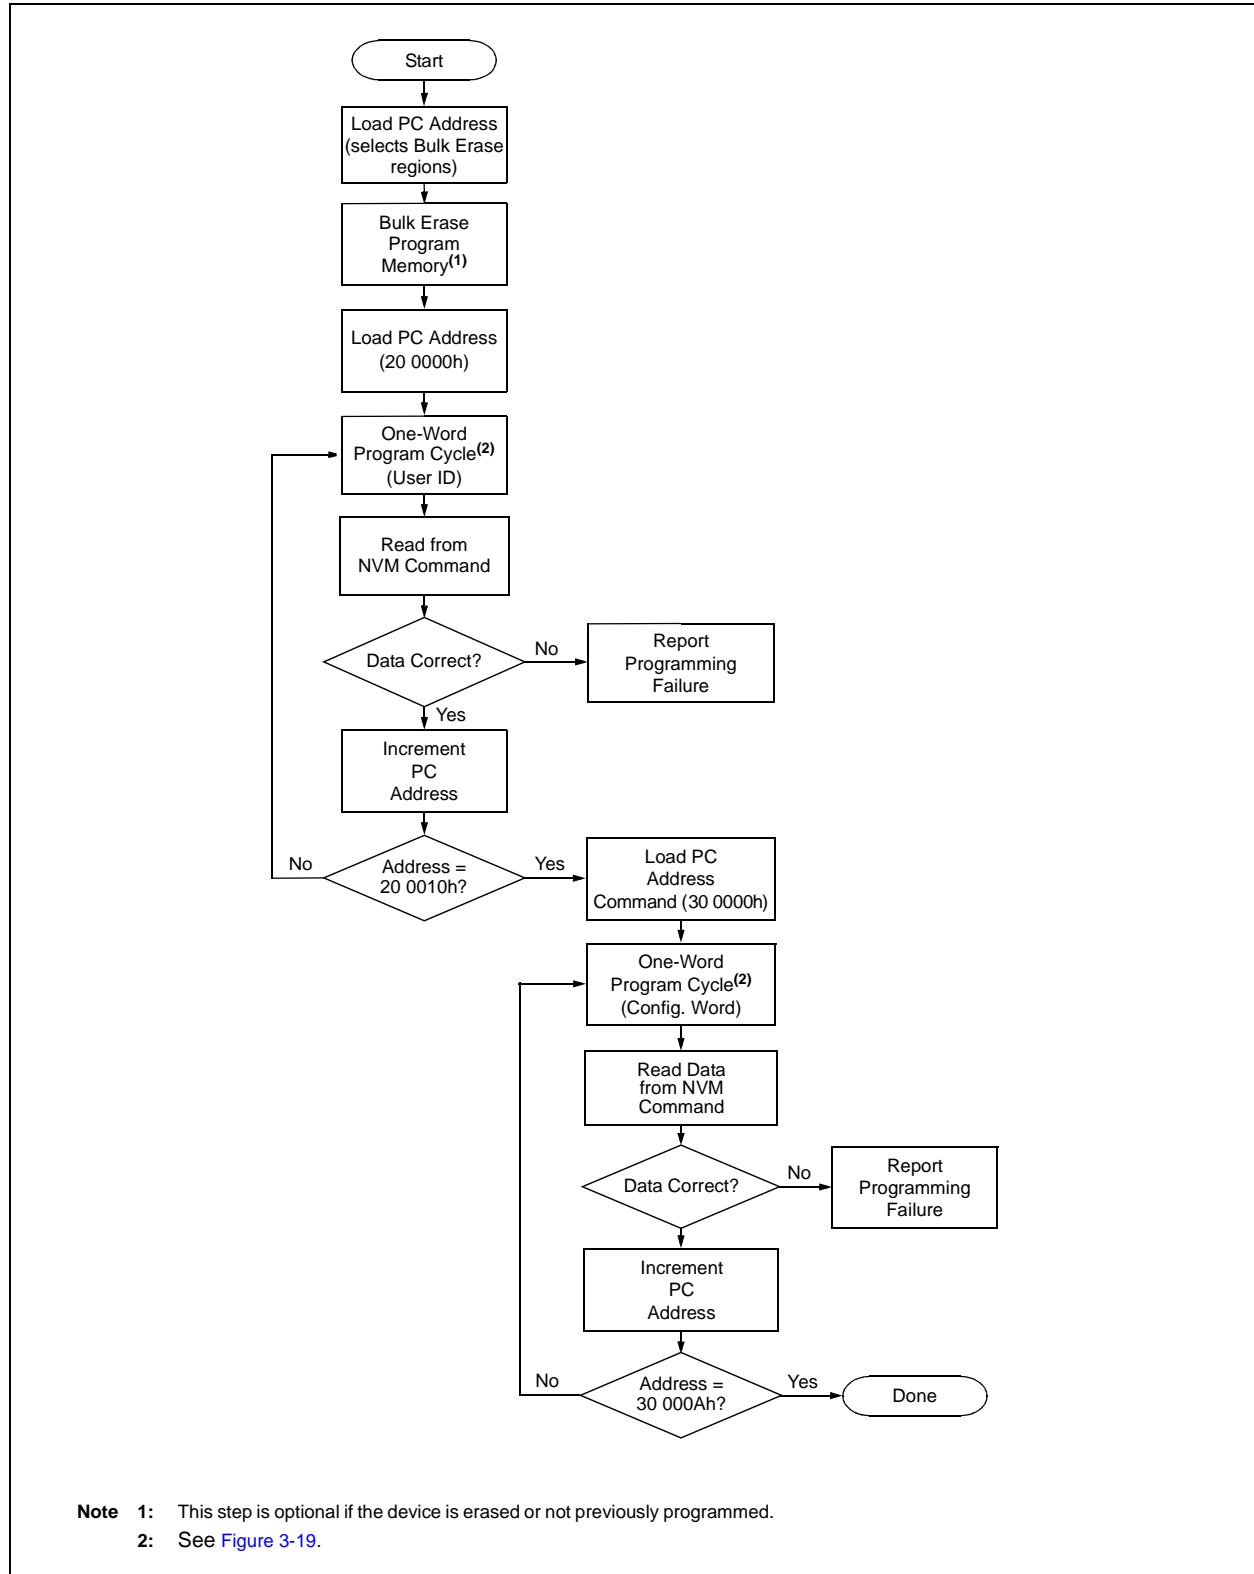 Start
Load PC Address
(selects Bulk Erase
regions)
Bulk Erase
Program
Memory(1)
Load PC Address
(20 0000h)
One-Word
Program Cycle(2)
(User ID)
Read from
NVM Command
Data Correct?
No
Report
Programming
Failure
Yes
Increment
PC
Address
No
Address =
20 0010h?
Yes
Load PC
Address
Command (30 0000h)
One-Word
Program Cycle(2)
(Config. Word)
Read Data
from NVM
Command
Data Correct?
No
Report
Programming
Failure
Increment
PC
Address
No
Address =
30 000Ah?
Yes
Done
Note 1: This step is optional if the device is erased or not previously programmed.
2: See Figure 3-19.